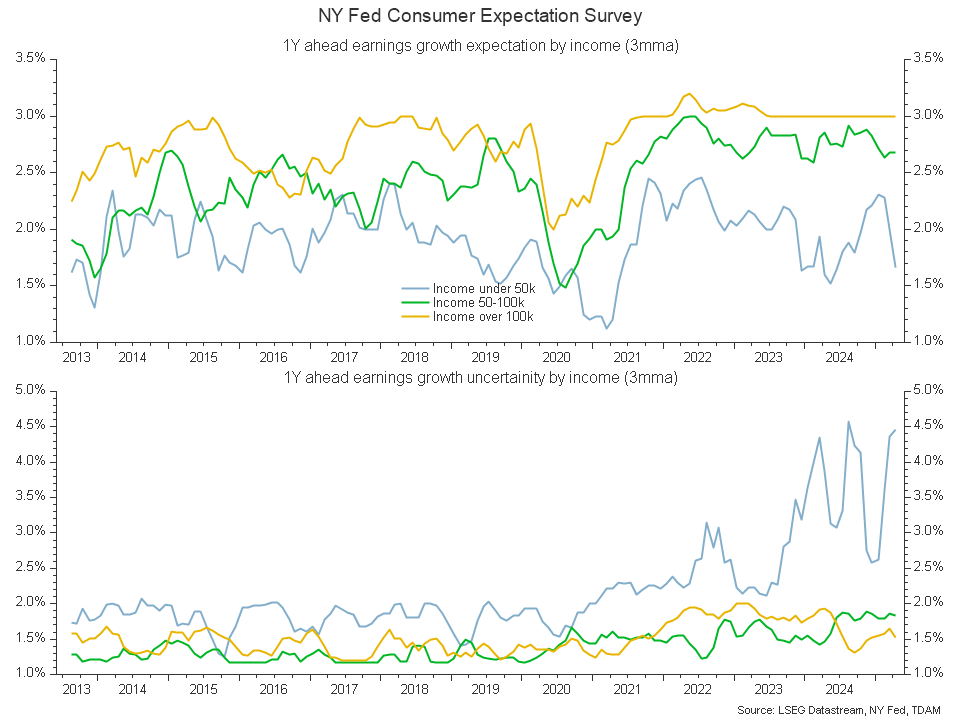 NY Fed Consumer Expectation Survey
1Y ahead earnings growth expectation by income (3mma)
3.5% 3.5%
3.0% 3.0%
2.5% 2.5%
2.0% 2.0%
1.5% 1.5%
Income under 50k
Income 50-100k
Income over 100k
1.0% 1.0%
2013 2014 2015 2016 2017 2018 2019 2020 2021 2022 2023 2024
1Y ahead earnings growth uncertainity by income (3mma)
5.0% 5.0%
4.5% 4.5%
4.0% 4.0%
3.5% 3.5%
3.0% 3.0%
2.5% 2.5%
2.0% 2.0%
1.5% 1.5%
1.0% 1.0%
2013 2014 2015 2016 2017 2018 2019 2020 2021 2022 2023 2024
Source: LSEG Datastream, NY Fed, TDAM